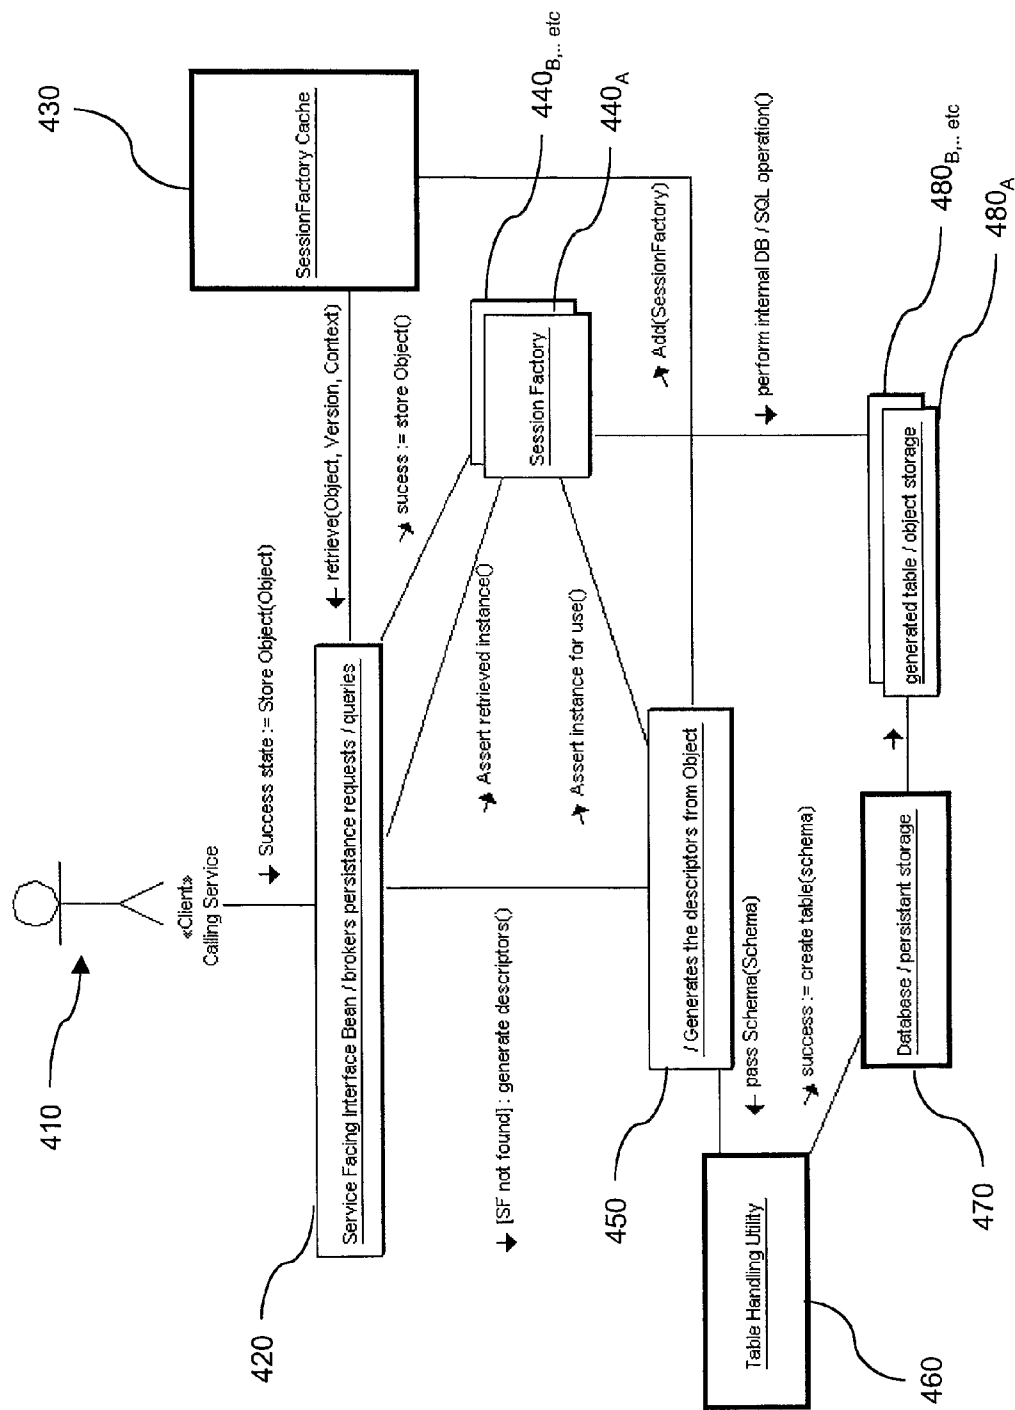 410
«Client»
Calling Service
Success state := Store Object(Object)
420
Service Facing Interface Bean / brokers persistance requests / queries
retrieve(Object, Version, Context)
430
SessionFactory Cache
sucess := store Object()
[SF not found] : generate descriptors()
Assert retrieved instance()
Assert instance for use()
Session Factory
440B,.. etc
440A
Add(SessionFactory)
450
/ Generates the descriptors from Object
pass Schema(Schema)
perform internal DB / SQL operation()
460
Table Handling Utility
success := create table(schema)
470
Database / persistant storage
generated table / object storage
480B,.. etc
480A